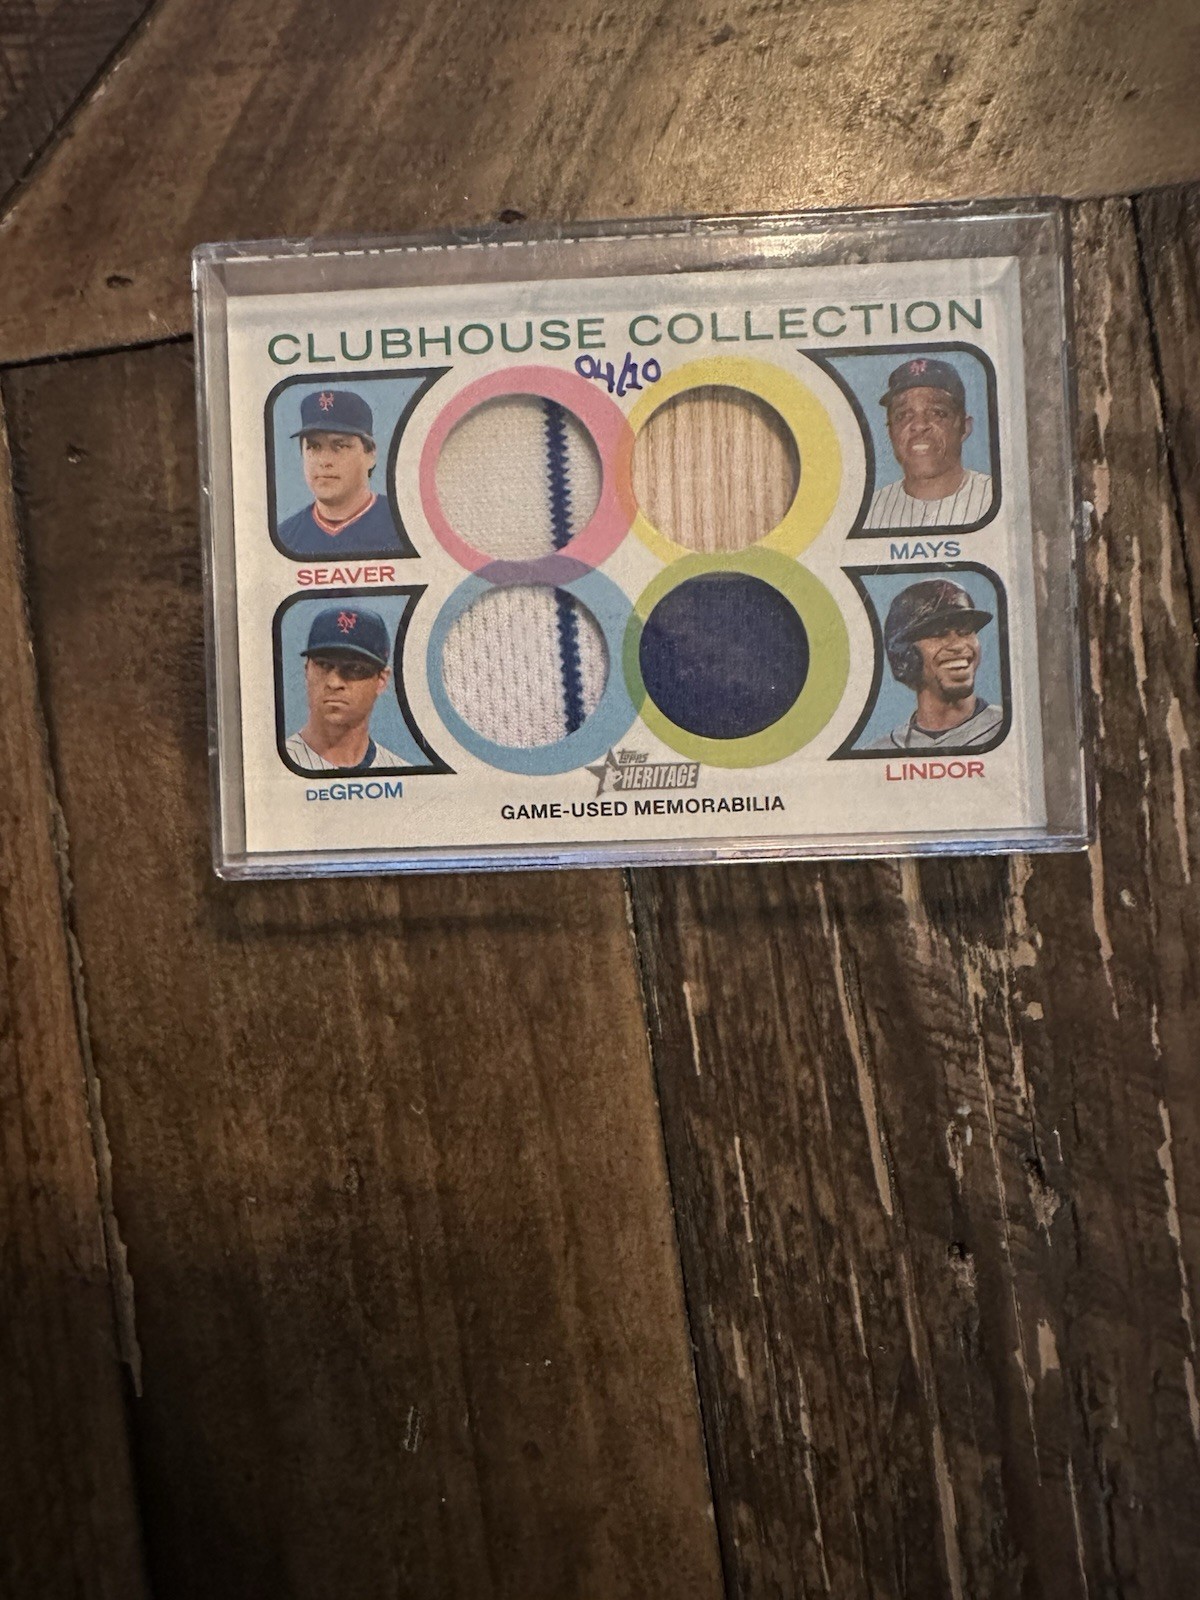 CLUBHOUSE COLLECTION
04/10
SEAVER
MAYS
DEGROM
LINDOR
TOPPS
HERITAGE
GAME-USED MEMORABILIA